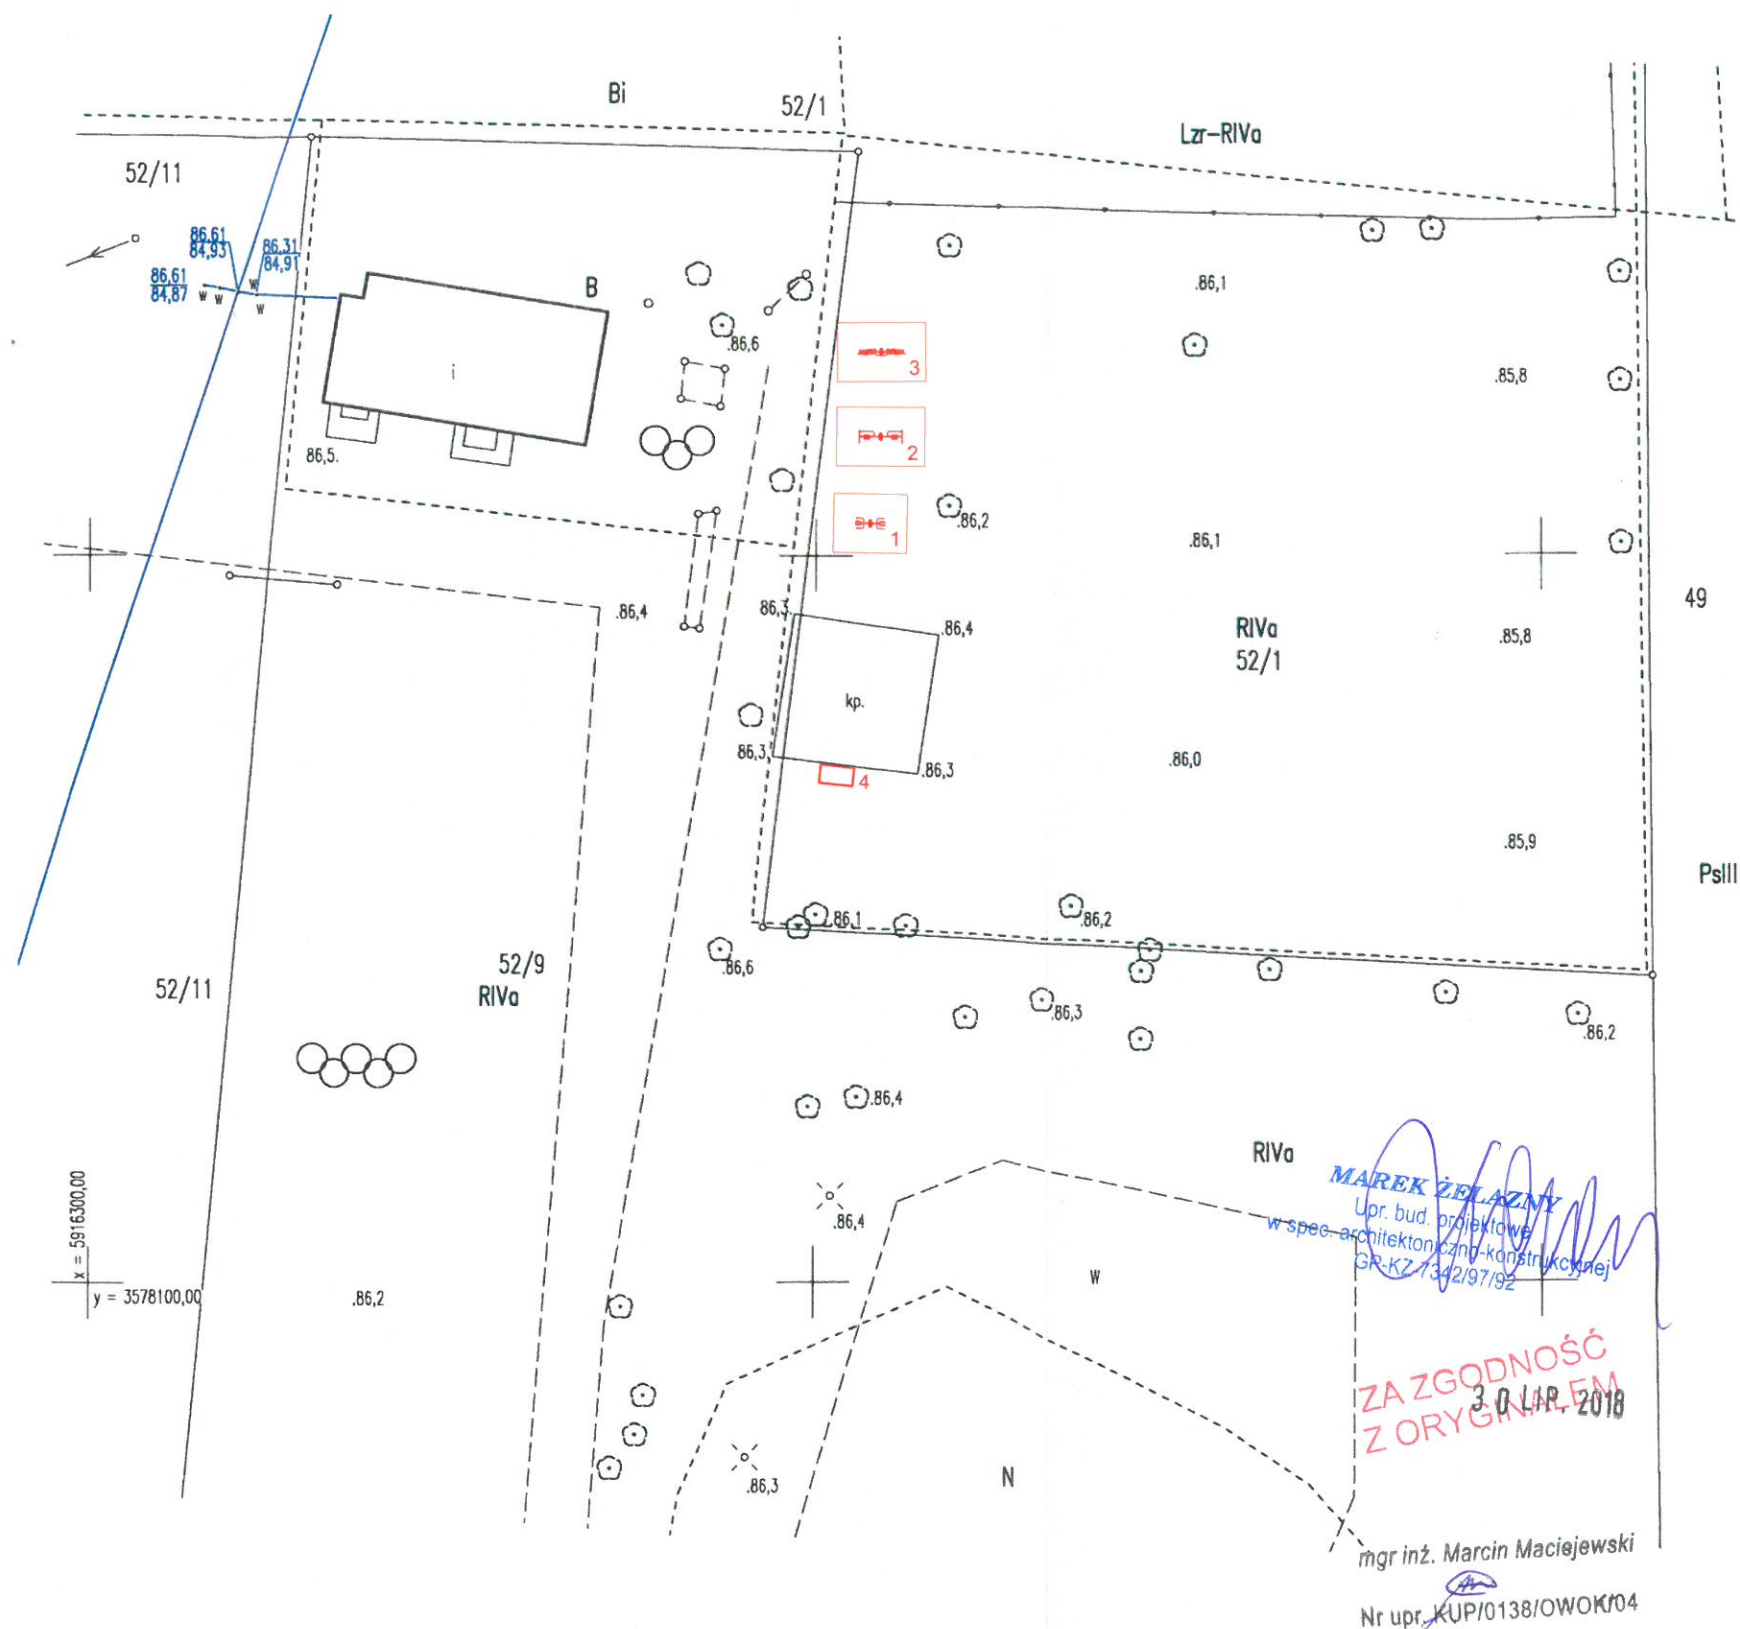 Bi
52/1
Lzr-RIVa
52/11
86.61
84,93
86.31
84,91
86,61
84,87
w
w
w
w
B
.86,1
.86,6
3
i
.85,8
2
86,5.
.86,2
1
.86,1
49
.86,4
86,3.
.86,4
RIVa
52/1
.85,8
kp.
86,3.
.86,3
4
.86,0
.85,9
PsIII
.86,1
.86,2
.86,6
52/9
RIVa
52/11
.86,3
.86,2
.86,4
RIVa
x = 5916300,00
y = 3578100,00
.86,4
.86,2
w
MAREK ŻELAZNY
Upr. bud. projektowe
w spec. architektoniczno-konstrukcyjnej
GP-KZ-7342/97/92
ZA ZGODNOŚĆ
Z ORYGINAŁEM
30 LIP. 2018
.86,3
N
mgr inż. Marcin Maciejewski
Nr upr. KUP/0138/OWOK/04